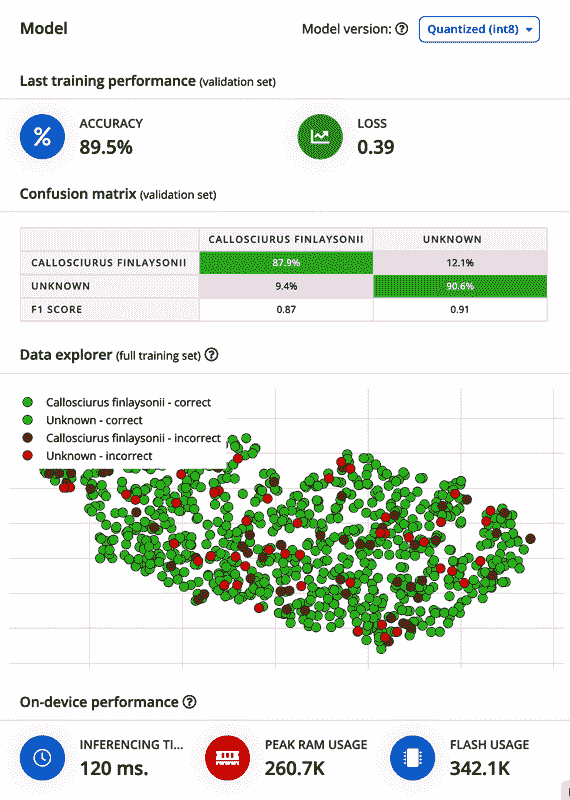 Model
Model version: Quantized (int8)
Last training performance (validation set)
ACCURACY
89.5%
LOSS
0.39
Confusion matrix (validation set)
CALLOSCIURUS FINLAYSONII UNKNOWN
CALLOSCIURUS FINLAYSONII 87.9% 12.1%
UNKNOWN 9.4% 90.6%
F1 SCORE 0.87 0.91
Data explorer (full training set) ?
Callosciurus finlaysonii - correct
Unknown - correct
Callosciurus finlaysonii - incorrect
Unknown - incorrect
On-device performance ?
INFERENCING TI...
120 ms.
PEAK RAM USAGE
260.7K
FLASH USAGE
342.1K